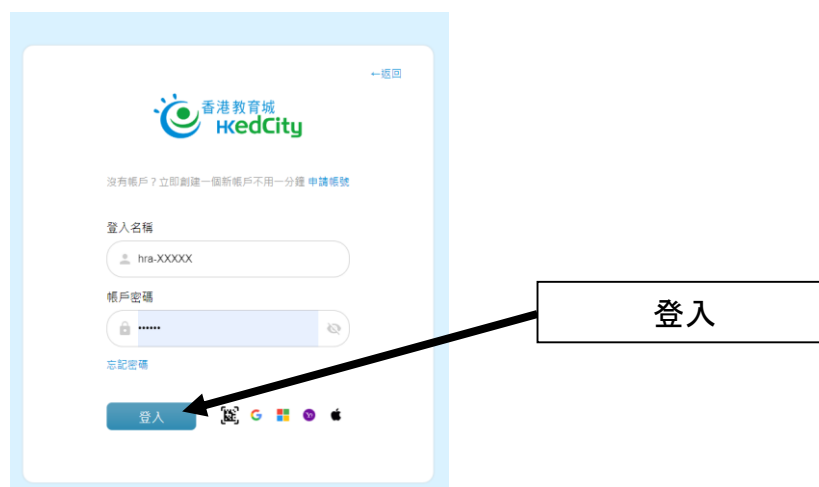 ←返回
香港教育城
HKedCity
沒有帳戶？立即創建一個新帳戶不用一分鐘 申請帳號
登入名稱
hra-XXXXX
帳戶密碼
••••••
忘記密碼
登入
登入